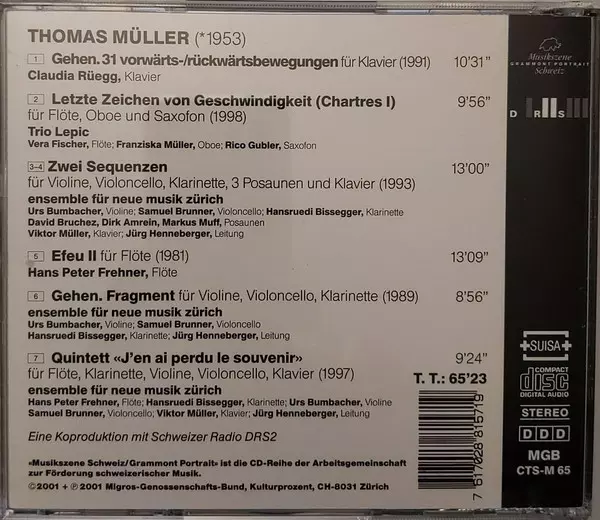 THOMAS MÜLLER (*1953)
1 Gehen. 31 vorwärts-/rückwärtsbewegungen für Klavier (1991) 10'31"
Claudia Rüegg, Klavier
2 Letzte Zeichen von Geschwindigkeit (Chartres I) 9'56"
für Flöte, Oboe und Saxofon (1998)
Trio Lepic
Vera Fischer, Flöte; Franziska Müller, Oboe; Rico Gubler, Saxofon
3–4 Zwei Sequenzen 13'00"
für Violine, Violoncello, Klarinette, 3 Posaunen und Klavier (1993)
ensemble für neue musik zürich
Urs Bumbacher, Violine; Samuel Brunner, Violoncello; Hansruedi Bissegger, Klarinette
David Bruchez, Dirk Amrein, Markus Muff, Posaunen
Viktor Müller, Klavier; Jürg Henneberger, Leitung
5 Efeu II für Flöte (1981) 13'09"
Hans Peter Frehner, Flöte
6 Gehen. Fragment für Violine, Violoncello, Klarinette (1989) 8'56"
ensemble für neue musik zürich
Urs Bumbacher, Violine; Samuel Brunner, Violoncello
Hansruedi Bissegger, Klarinette; Jürg Henneberger, Leitung
7 Quintett «J'en ai perdu le souvenir» 9'24"
für Flöte, Klarinette, Violine, Violoncello, Klavier (1997) T. T.: 65'23
ensemble für neue musik zürich
Hans Peter Frehner, Flöte; Hansruedi Bissegger, Klarinette; Urs Bumbacher, Violine
Samuel Brunner, Violoncello; Viktor Müller, Klavier; Jürg Henneberger, Leitung
Eine Koproduktion mit Schweizer Radio DRS2
«Musikszene Schweiz/Grammont Portrait» ist die CD-Reihe der Arbeitsgemeinschaft
zur Förderung schweizerischer Musik.
©2001 + ℗2001 Migros-Genossenschafts-Bund, Kulturprozent, CH-8031 Zürich
7 617028 815719
Musikszene
GRAMMONT PORTRAIT
Schweiz
DRS
SUISA
COMPACT
disc
DIGITAL AUDIO
STEREO
DDD
MGB
CTS-M 65